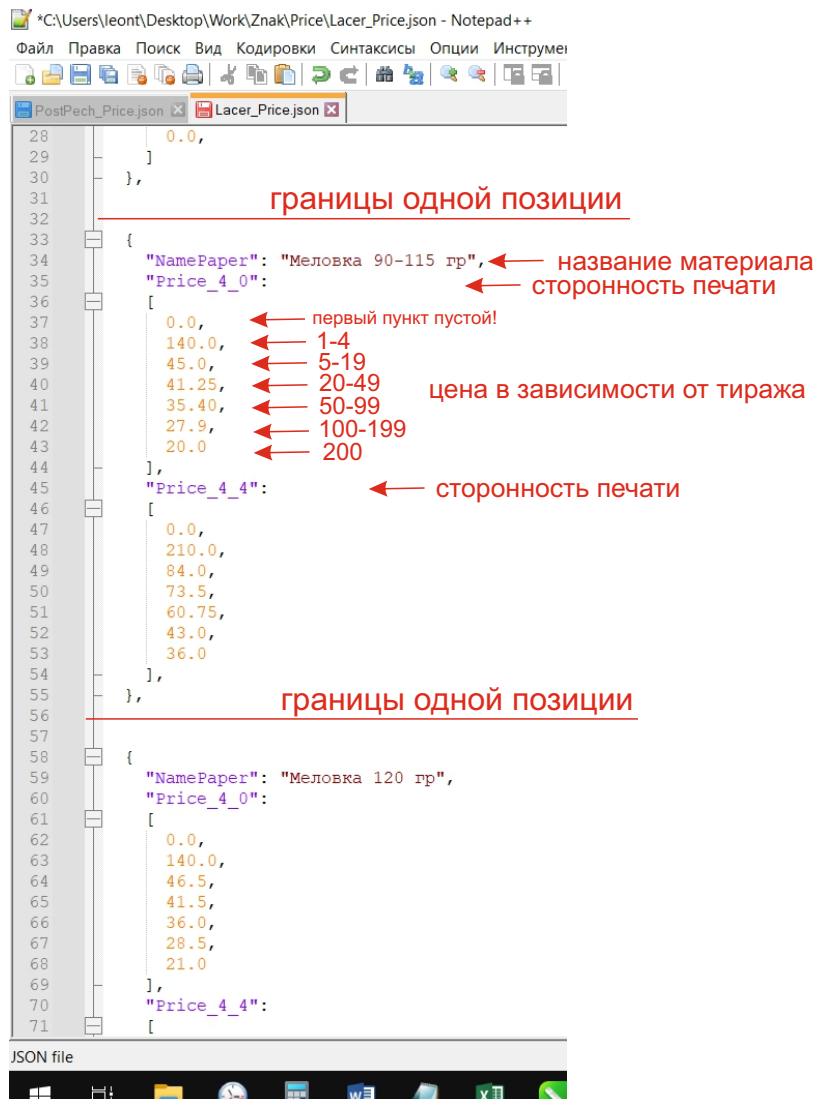 *C:\Users\leont\Desktop\Work\Znak\Price\Lacer_Price.json - Notepad++
Файл Правка Поиск Вид Кодировки Синтаксисы Опции
PostPech_Price.json Lacer_Price.json
28 0.0,
29 ]
30 },
31 границы одной позиции
32
33 {
34 "NamePaper": "Меловка 90-115 гр", название материала
35 "Price_4_0": сторонность печати
36 [
37 0.0, первый пункт пустой!
38 140.0, 1-4
39 45.0, 5-19
40 41.25, 20-49 цена в зависимости от тиража
41 35.40, 50-99
42 27.9, 100-199
43 20.0 200
44 ],
45 "Price_4_4": сторонность печати
46 [
47 0.0,
48 210.0,
49 84.0,
50 73.5,
51 60.75,
52 43.0,
53 36.0
54 ],
55 }, границы одной позиции
56
57
58 {
59 "NamePaper": "Меловка 120 гр",
60 "Price_4_0":
61 [
62 0.0,
63 140.0,
64 46.5,
65 41.5,
66 36.0,
67 28.5,
68 21.0
69 ],
70 "Price_4_4":
71 [
JSON file